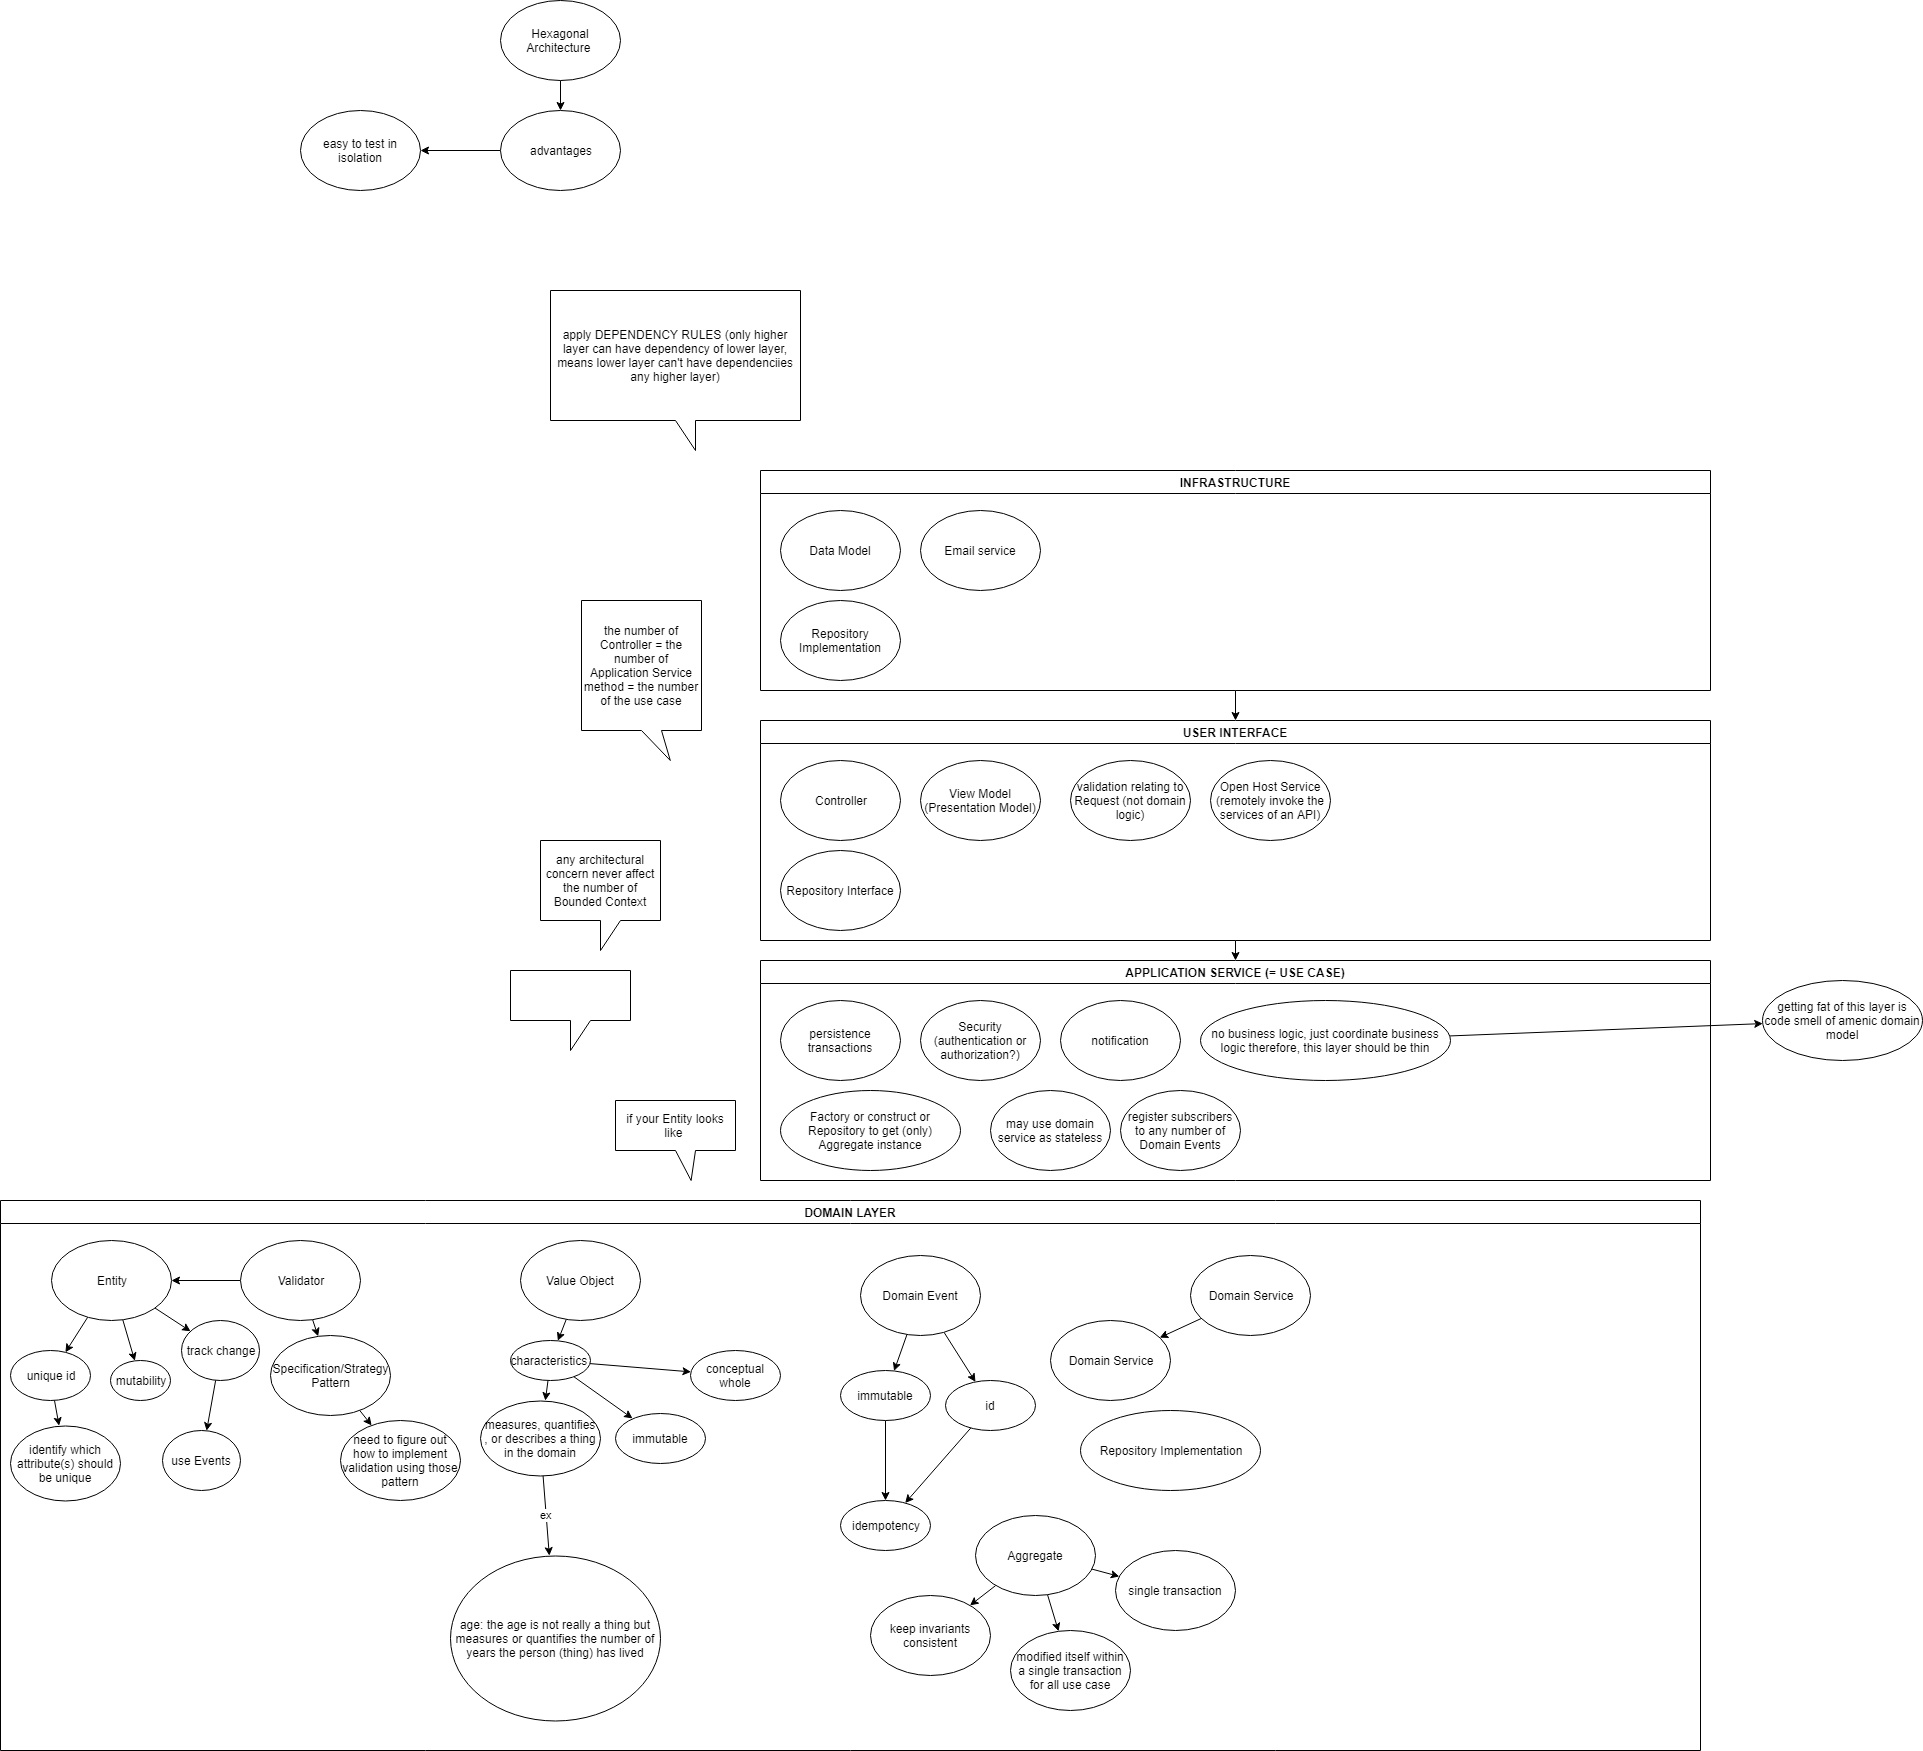 Hexagonal
Architecture
easy to test in
isolation
advantages
apply DEPENDENCY RULES (only higher
layer can have dependency of lower layer,
means lower layer can't have dependenciies
any higher layer)
INFRASTRUCTURE
Data Model
Email service
Repository
Implementation
the number of
Controller = the
number of
Application Service
method = the number
of the use case
USER INTERFACE
Controller
View Model
(Presentation Model)
validation relating to
Request (not domain
logic)
Open Host Service
(remotely invoke the
services of an API)
Repository Interface
any architectural
concern never affect
the number of
Bounded Context
APPLICATION SERVICE (= USE CASE)
persistence
transactions
Security
(authentication or
authorization?)
notification
no business logic, just coordinate business
logic therefore, this layer should be thin
getting fat of this layer is
code smell of amenic domain
model
Factory or construct or
Repository to get (only)
Aggregate instance
may use domain
service as stateless
register subscribers
to any number of
Domain Events
if your Entity looks
like
DOMAIN LAYER
Entity
Validator
Value Object
Domain Event
Domain Service
unique id
mutability
track change
Specification/Strategy
Pattern
characteristics
conceptual
whole
immutable
id
Domain Service
identify which
attribute(s) should
be unique
use Events
need to figure out
how to implement
validation using those
pattern
measures, quantifies
, or describes a thing
in the domain
immutable
Repository Implementation
ex
idempotency
Aggregate
single transaction
keep invariants
consistent
modified itself within
a single transaction
for all use case
age: the age is not really a thing but
measures or quantifies the number of
years the person (thing) has lived